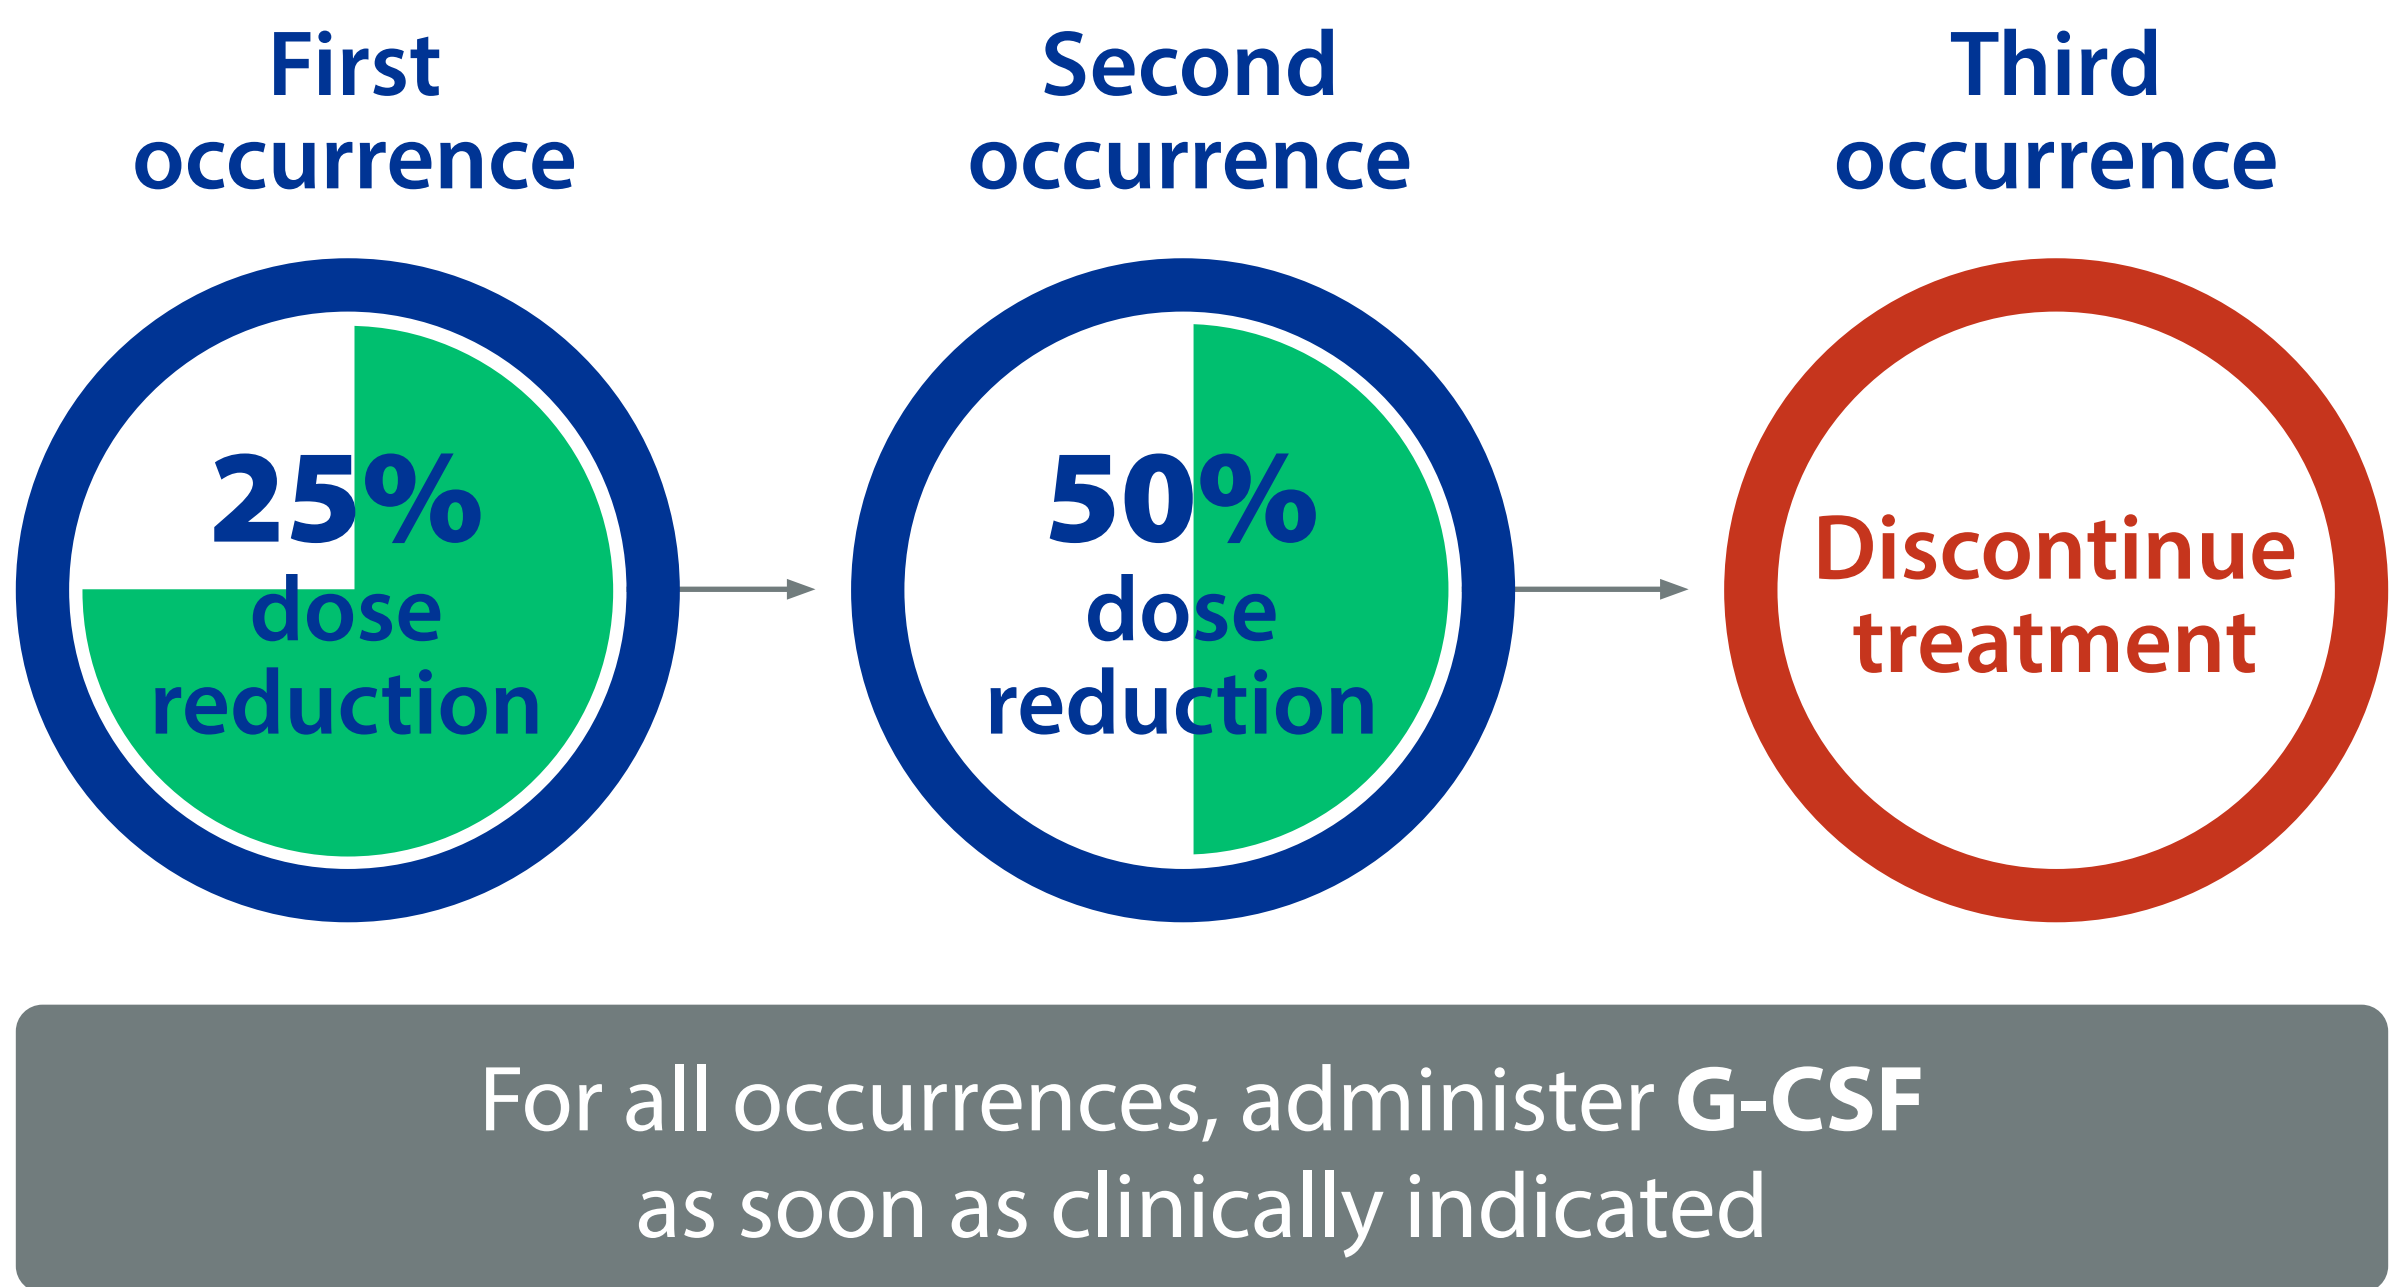 First
occurrence
Second
occurrence
Third
occurrence
25%
dose
reduction
50%
dose
reduction
Discontinue
treatment
For all occurrences, administer G-CSF
as soon as clinically indicated